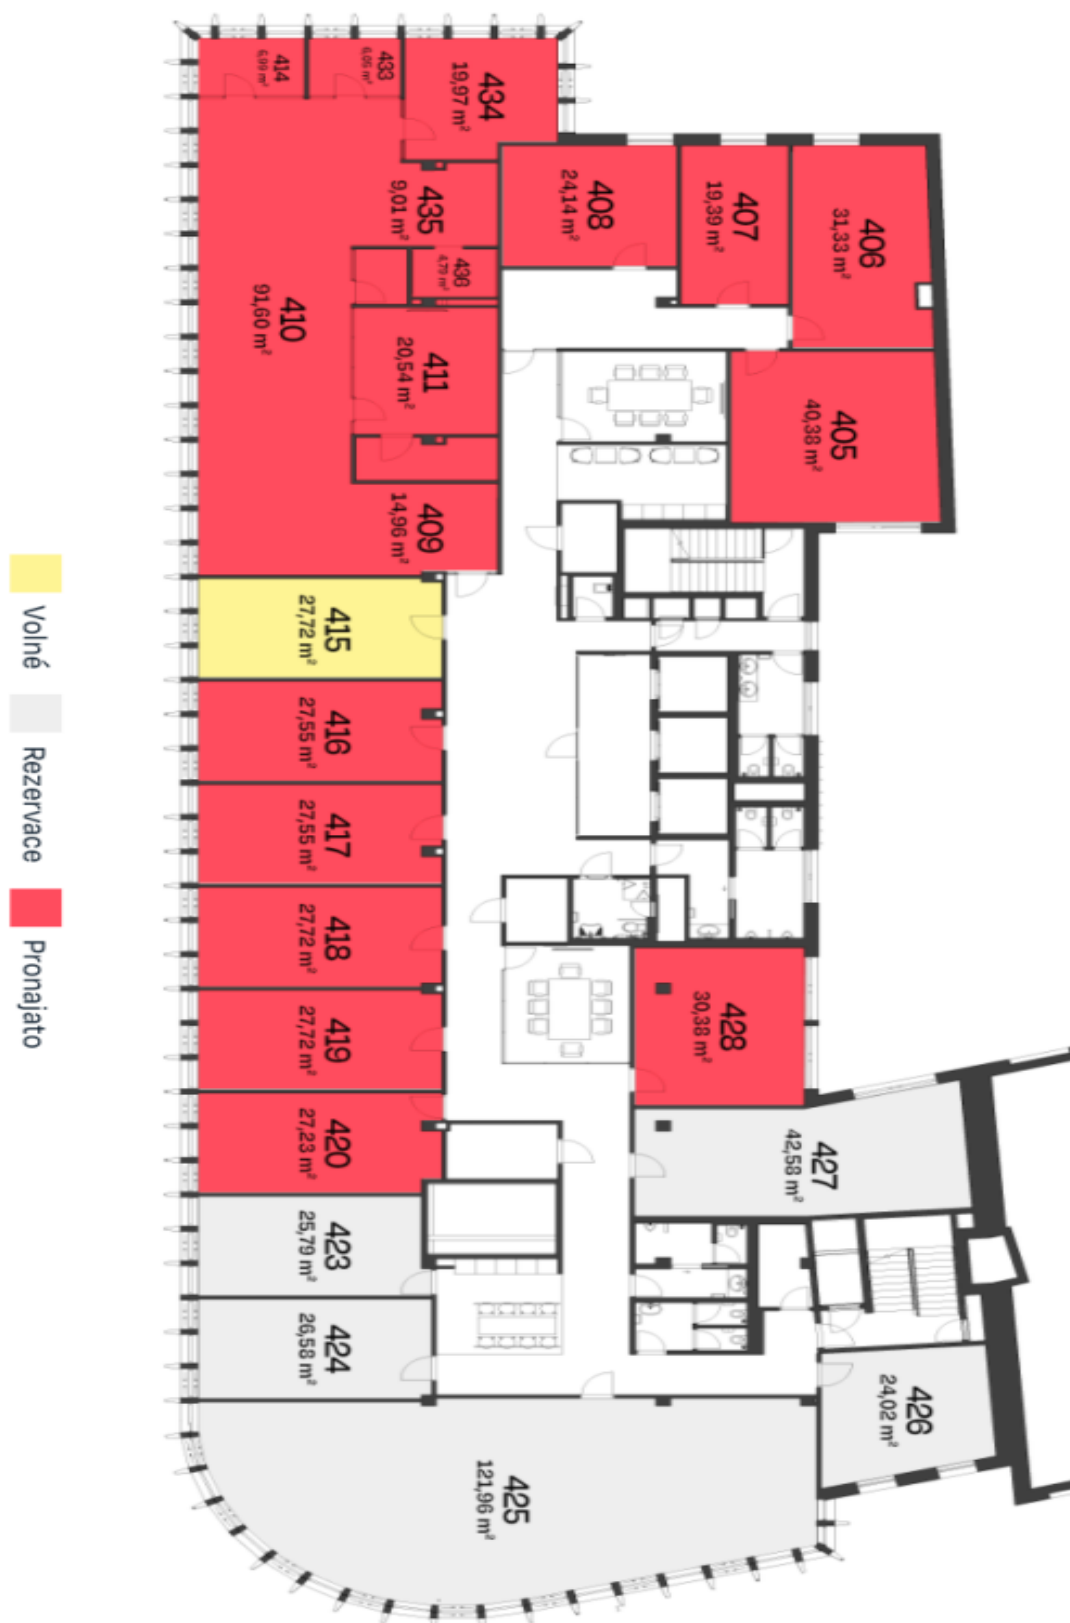 414
6,99 m²
433
6,05 m²
434
19,97 m²
435
9,01 m²
436
4,79 m²
408
24,14 m²
407
19,39 m²
406
31,33 m²
410
91,60 m²
411
20,54 m²
405
40,38 m²
409
14,96 m²
415
27,72 m²
416
27,55 m²
417
27,55 m²
418
27,72 m²
419
27,72 m²
420
27,23 m²
428
30,38 m²
427
42,58 m²
423
25,79 m²
424
26,58 m²
426
24,02 m²
425
121,96 m²
Volné
Rezervace
Pronajato